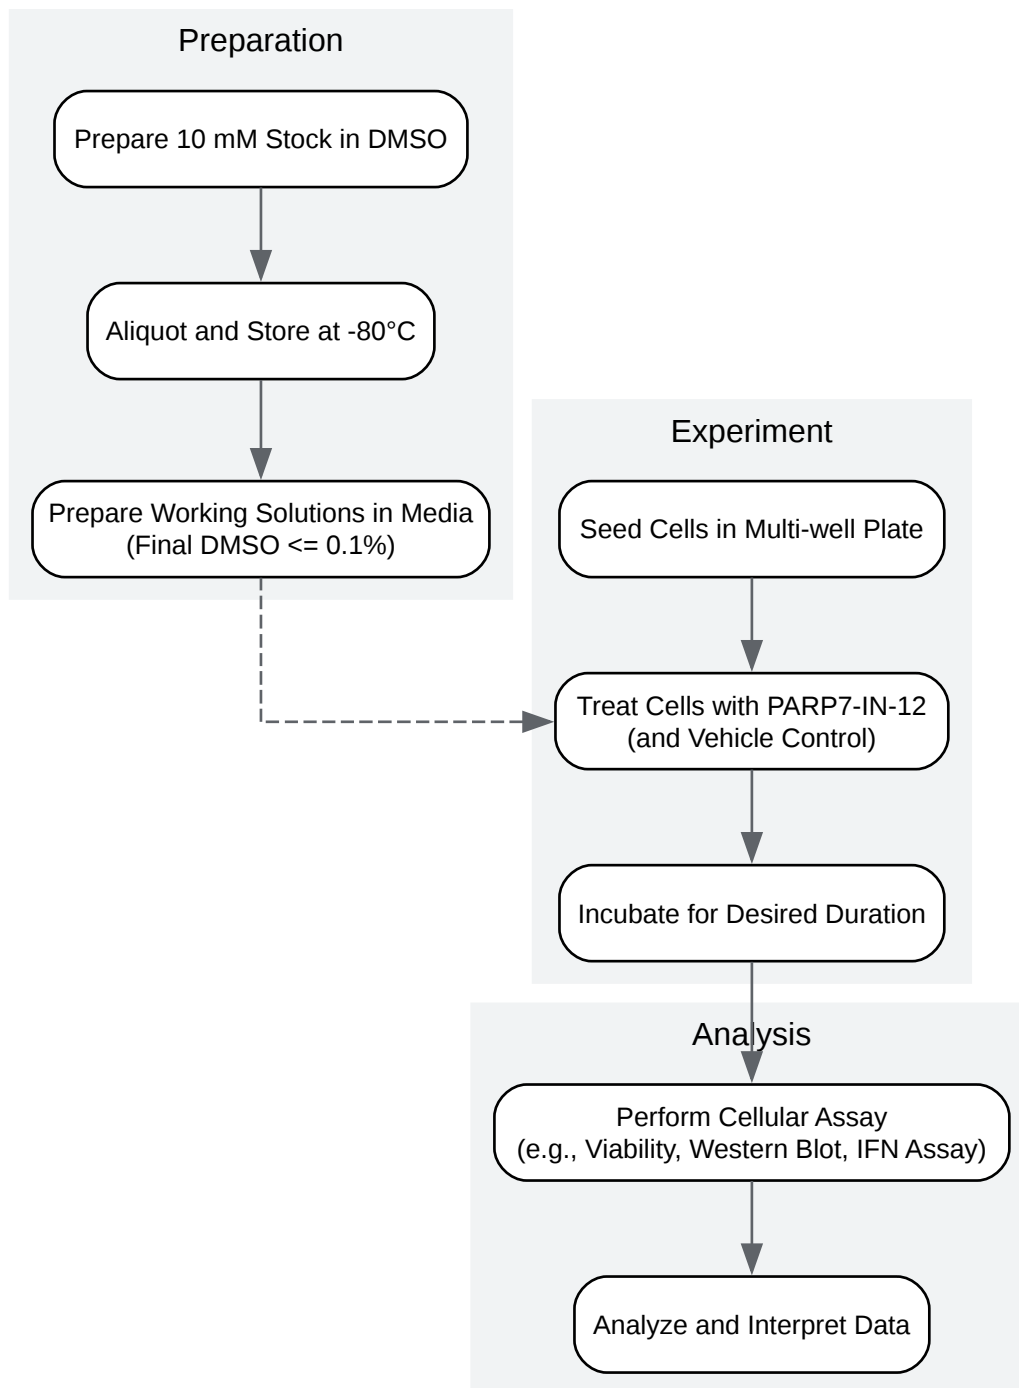 Preparation
Prepare 10 mM Stock in DMSO
Aliquot and Store at -80°C
Prepare Working Solutions in Media
(Final DMSO <= 0.1%)
Experiment
Seed Cells in Multi-well Plate
Treat Cells with PARP7-IN-12
(and Vehicle Control)
Incubate for Desired Duration
Analysis
Perform Cellular Assay
(e.g., Viability, Western Blot, IFN Assay)
Analyze and Interpret Data